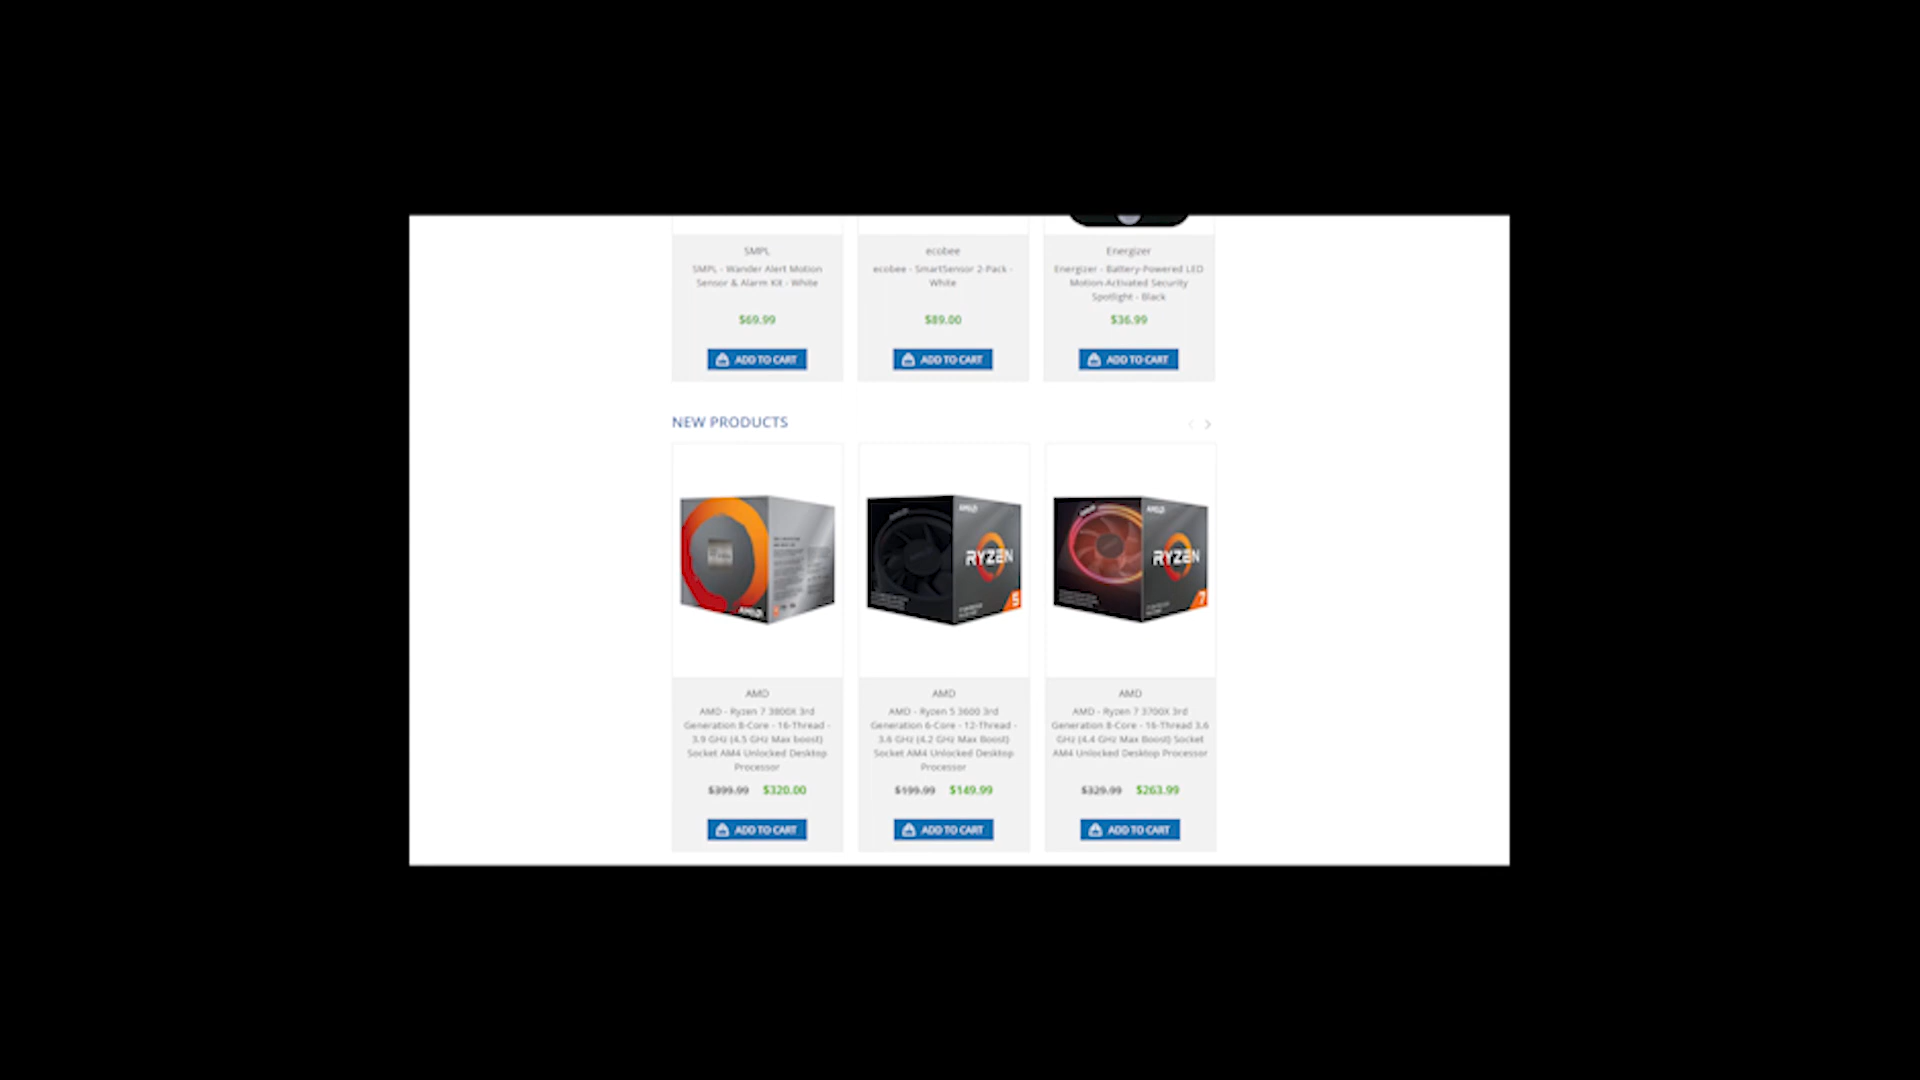 SMPL
SMPL - Wander Alert Motion
Sensor & Alarm Kit - White
$69.99
ADD TO CART
ecobee
ecobee - SmartSensor 2-Pack -
White
$89.00
ADD TO CART
Energizer
Energizer - Battery-Powered LED
Motion-Activated Security
Spotlight - Black
$36.99
ADD TO CART
NEW PRODUCTS
AMD
AMD
AMD - Ryzen 7 3800X 3rd
Generation 8-Core - 16-Thread -
3.9 GHz (4.5 GHz Max boost)
Socket AM4 Unlocked Desktop
Processor
$399.99 $320.00
ADD TO CART
AMD
RYZEN
5
AMD
AMD - Ryzen 5 3600 3rd
Generation 6-Core - 12-Thread -
3.6 GHz (4.2 GHz Max Boost)
Socket AM4 Unlocked Desktop
Processor
$199.99 $149.99
ADD TO CART
AMD
RYZEN
7
AMD
AMD - Ryzen 7 3700X 3rd
Generation 8-Core - 16-Thread 3.6
GHz (4.4 GHz Max Boost) Socket
AM4 Unlocked Desktop Processor
$329.99 $263.99
ADD TO CART